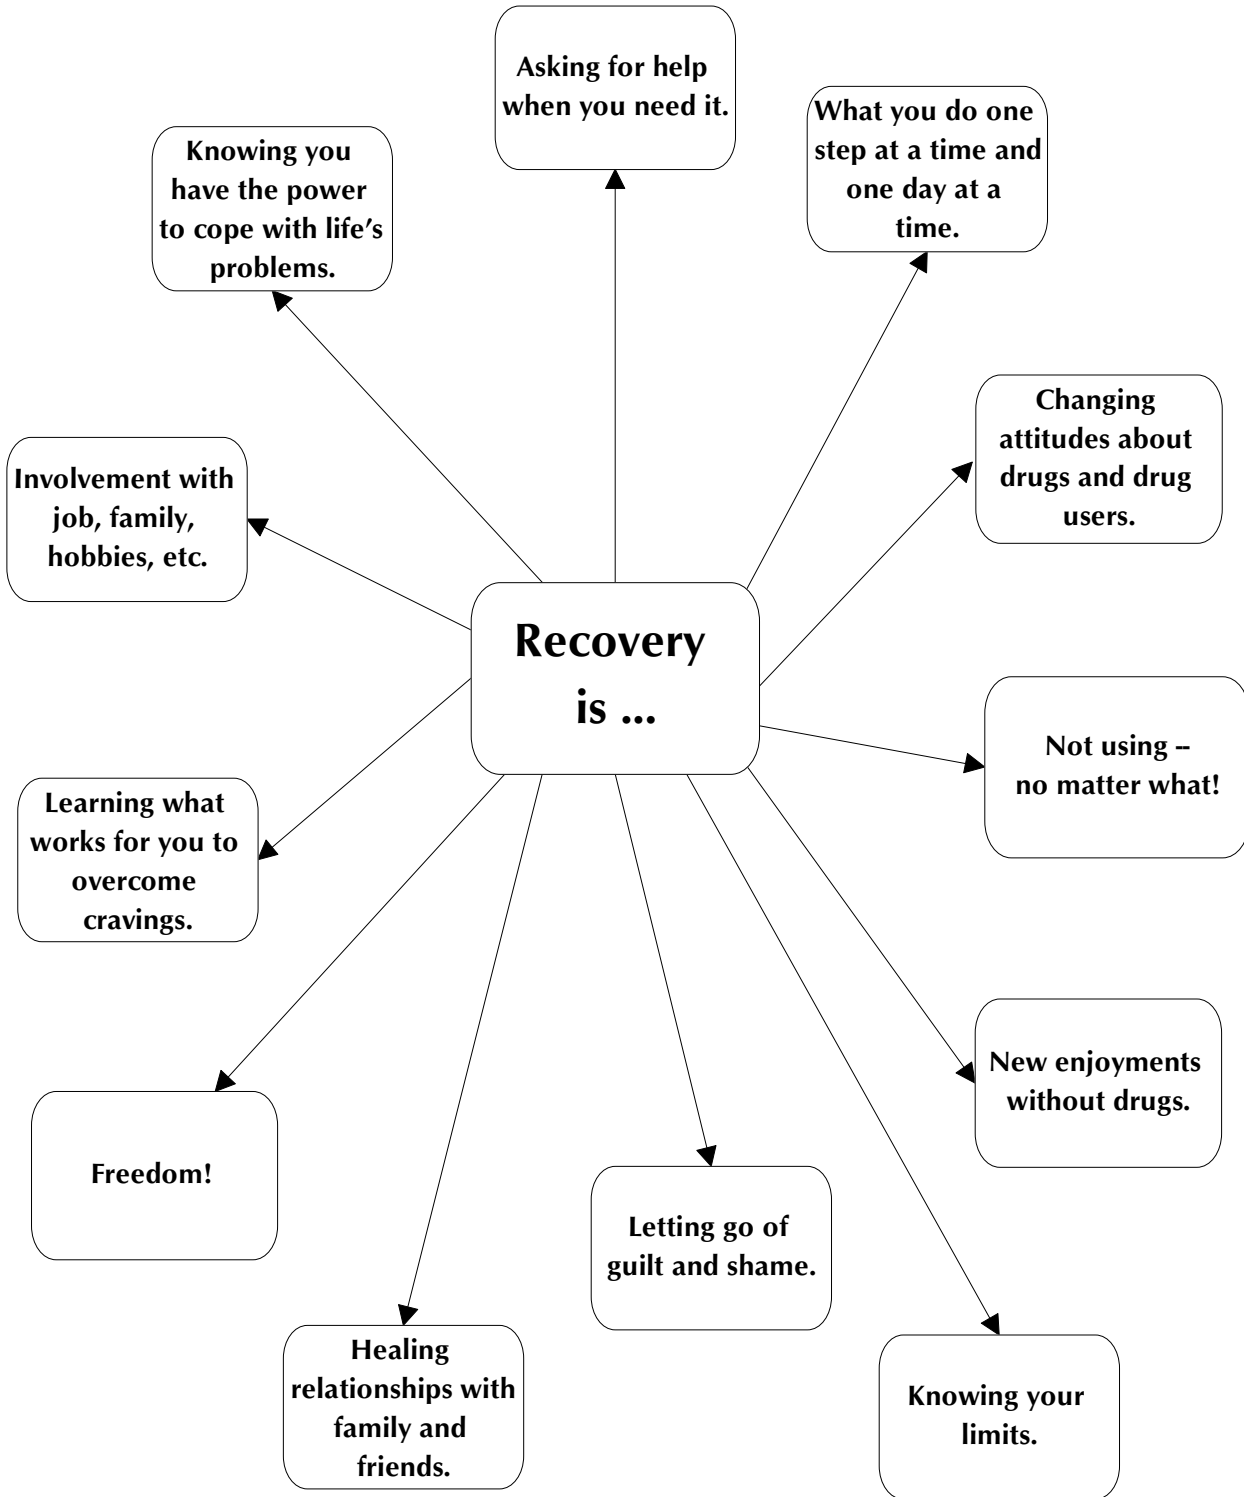 Asking for help
when you need it.
What you do one
step at a time and
one day at a
time.
Knowing you
have the power
to cope with life’s
problems.
Changing
attitudes about
drugs and drug
users.
Involvement with
job, family,
hobbies, etc.
Recovery
is ...
Not using --
no matter what!
Learning what
works for you to
overcome
cravings.
New enjoyments
without drugs.
Freedom!
Letting go of
guilt and shame.
Healing
relationships with
family and
friends.
Knowing your
limits.